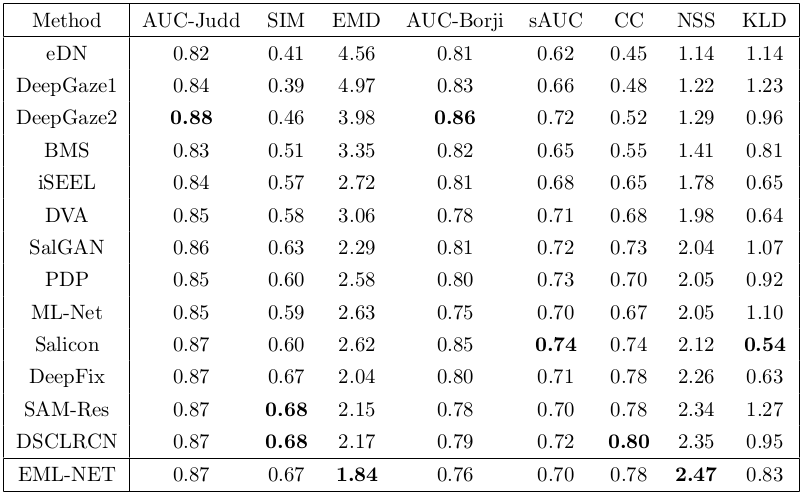 Method AUC-Judd SIM EMD AUC-Borji sAUC CC NSS KLD
eDN 0.82 0.41 4.56 0.81 0.62 0.45 1.14 1.14
DeepGaze1 0.84 0.39 4.97 0.83 0.66 0.48 1.22 1.23
DeepGaze2 0.88 0.46 3.98 0.86 0.72 0.52 1.29 0.96
BMS 0.83 0.51 3.35 0.82 0.65 0.55 1.41 0.81
iSEEL 0.84 0.57 2.72 0.81 0.68 0.65 1.78 0.65
DVA 0.85 0.58 3.06 0.78 0.71 0.68 1.98 0.64
SalGAN 0.86 0.63 2.29 0.81 0.72 0.73 2.04 1.07
PDP 0.85 0.60 2.58 0.80 0.73 0.70 2.05 0.92
ML-Net 0.85 0.59 2.63 0.75 0.70 0.67 2.05 1.10
Salicon 0.87 0.60 2.62 0.85 0.74 0.74 2.12 0.54
DeepFix 0.87 0.67 2.04 0.80 0.71 0.78 2.26 0.63
SAM-Res 0.87 0.68 2.15 0.78 0.70 0.78 2.34 1.27
DSCLRCN 0.87 0.68 2.17 0.79 0.72 0.80 2.35 0.95
EML-NET 0.87 0.67 1.84 0.76 0.70 0.78 2.47 0.83